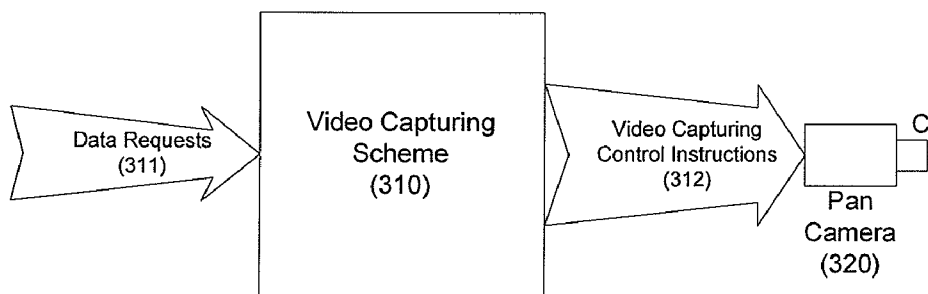 Data Requests
(311)
Video Capturing
Scheme
(310)
Video Capturing
Control Instructions
(312)
C
Pan
Camera
(320)